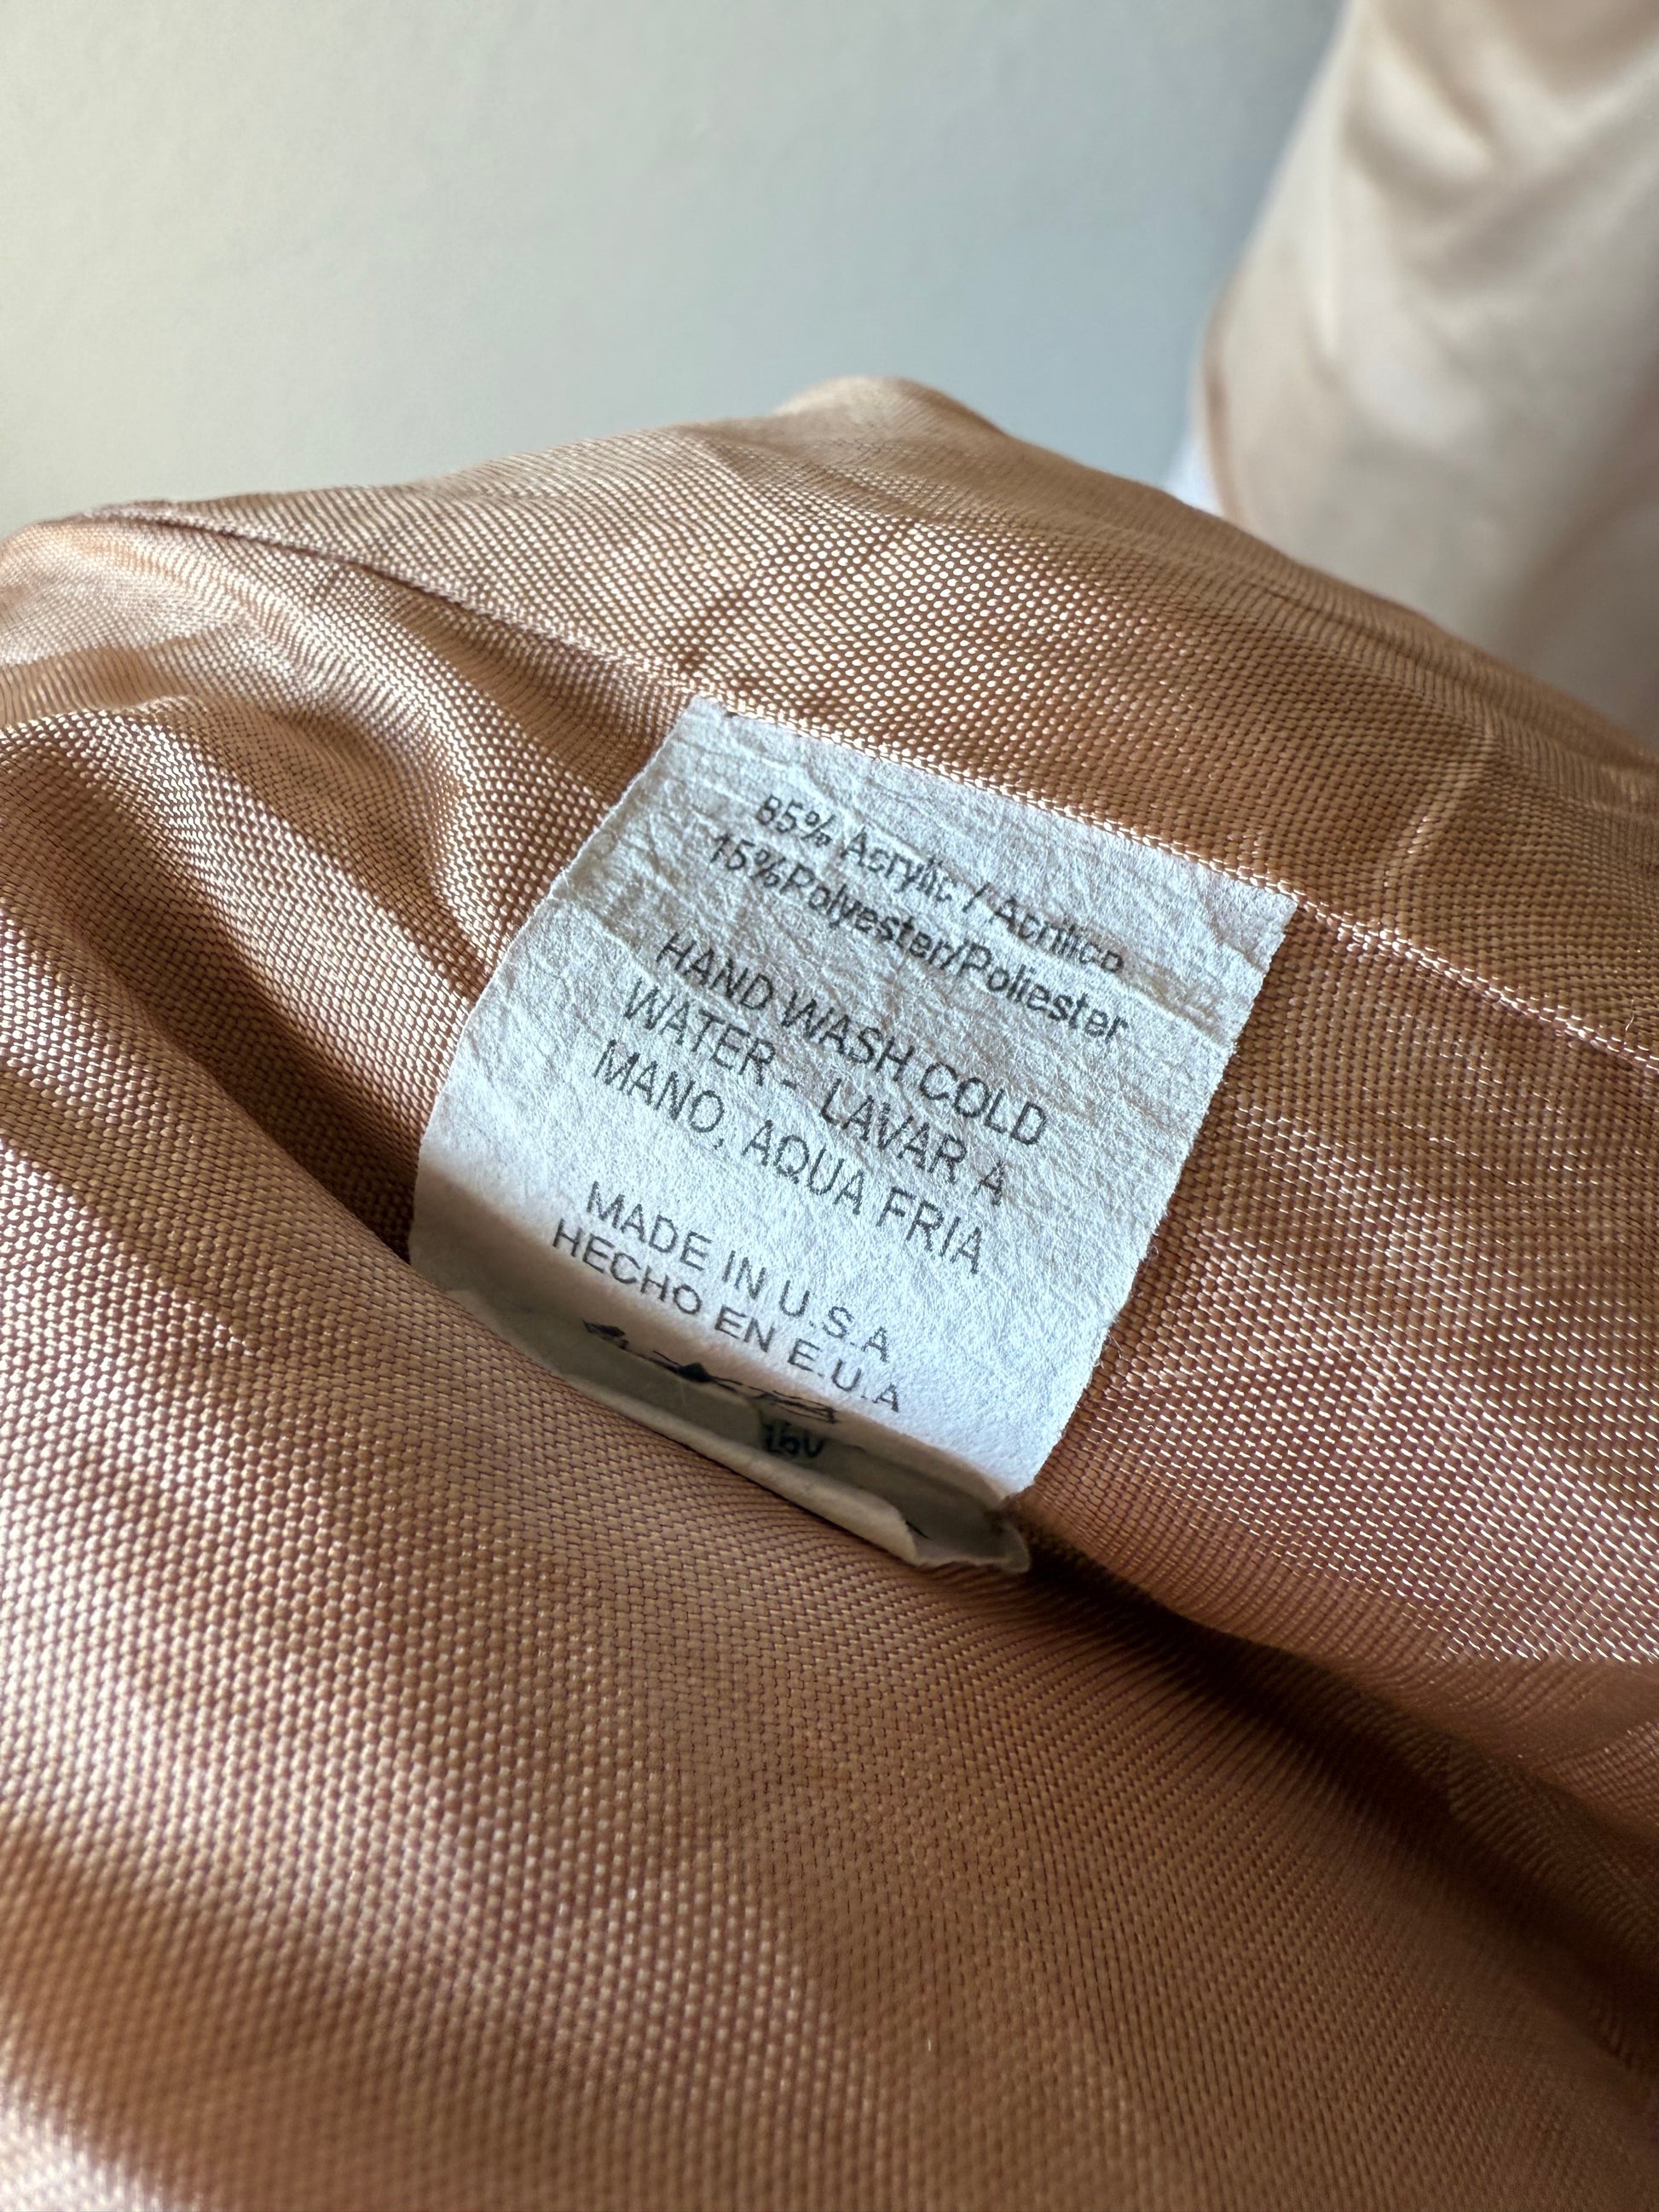 85% Acrylic / Acrilico
15%Polyester/Poliester
HAND WASH COLD
WATER - LAVAR A
MANO, AQUA FRIA
MADE IN U.S.A
HECHO EN E.U.A